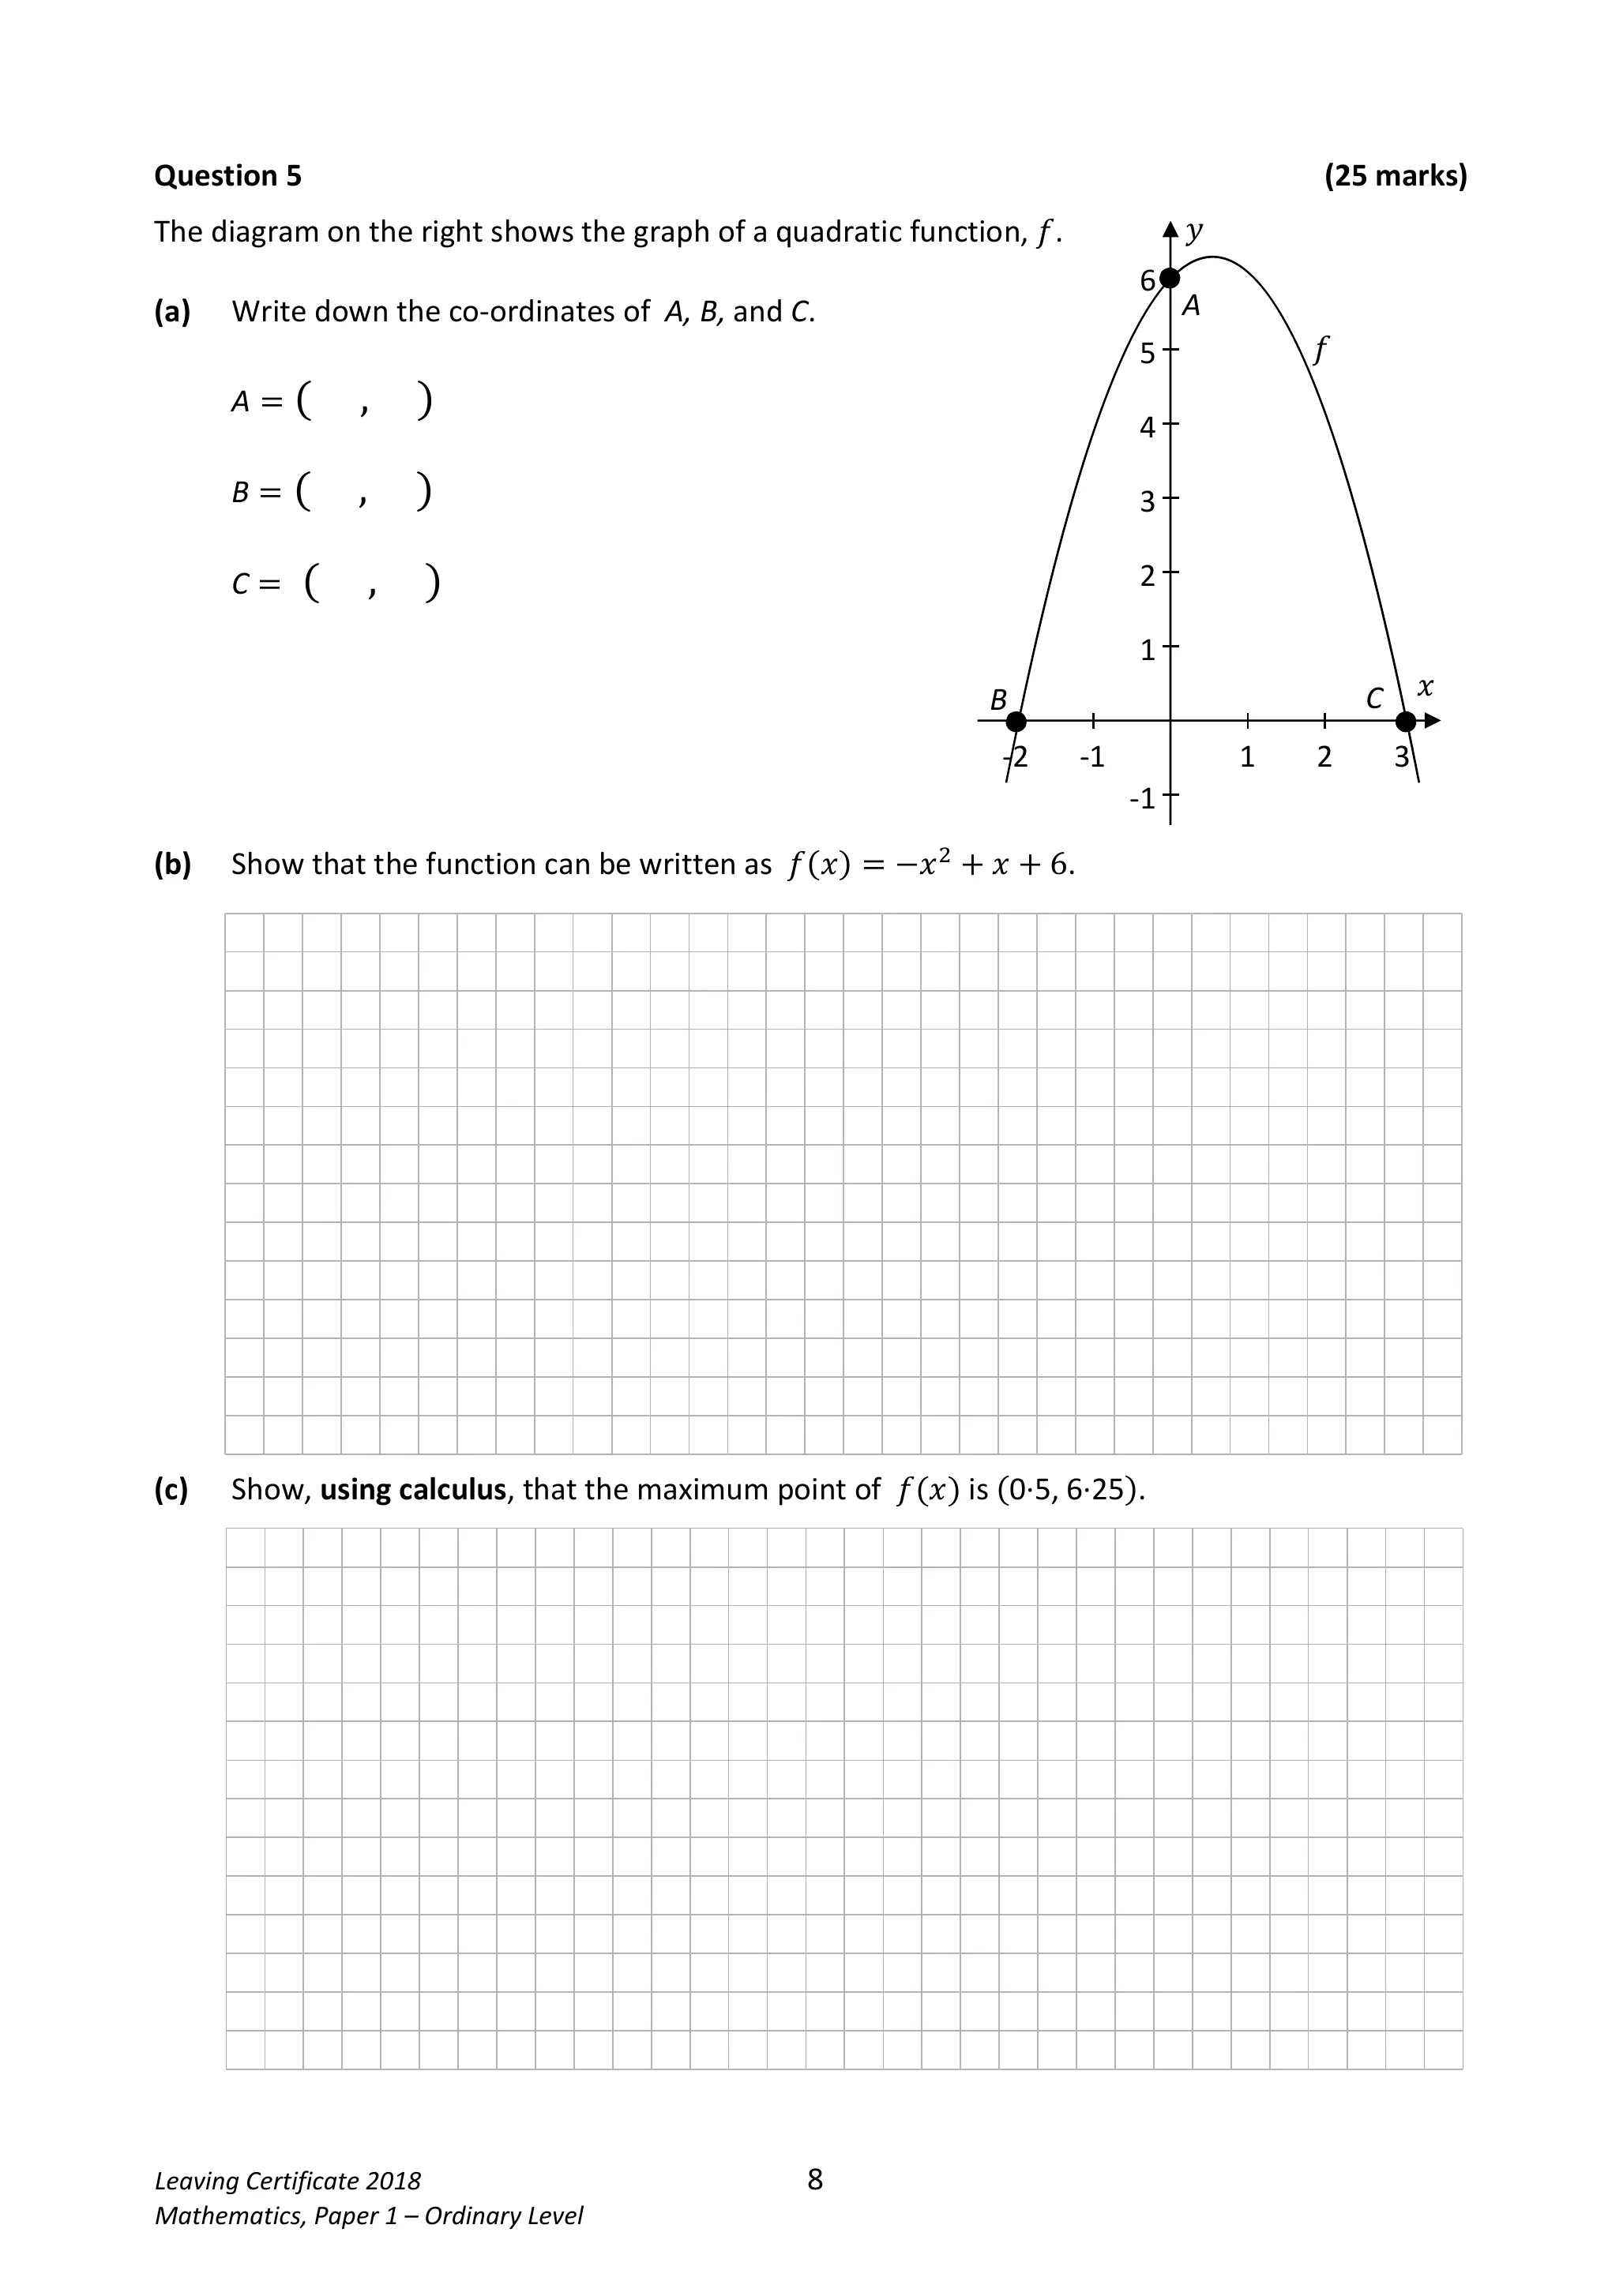 Question 5 (25 marks)
The diagram on the right shows the graph of a quadratic function, f.
(a) Write down the co-ordinates of A, B, and C.
A = ( , )
B = ( , )
C = ( , )
y
6
A
5
f
4
3
2
1
B
C
x
-2 -1 1 2 3
-1
(b) Show that the function can be written as f(x) = −x² + x + 6.
(c) Show, using calculus, that the maximum point of f(x) is (0·5, 6·25).
Leaving Certificate 2018 8
Mathematics, Paper 1 – Ordinary Level